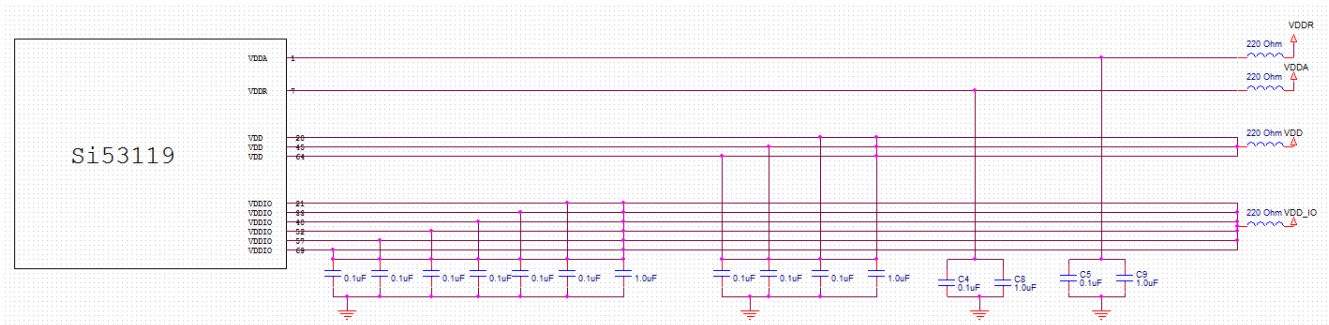 VDDR
220 Ohm
VDDA 1
VDDA
220 Ohm
VDDR 7
VDD 20
220 Ohm VDD
VDD 45
VDD 64
Si53119
VDDIO 21
VDDIO 33
220 Ohm VDD_IO
VDDIO 40
VDDIO 52
VDDIO 57
VDDIO 69
0.1uF 0.1uF 0.1uF 0.1uF 0.1uF 0.1uF 1.0uF 0.1uF 0.1uF 0.1uF 1.0uF
C4 0.1uF
C8 1.0uF
C5 0.1uF
C9 1.0uF